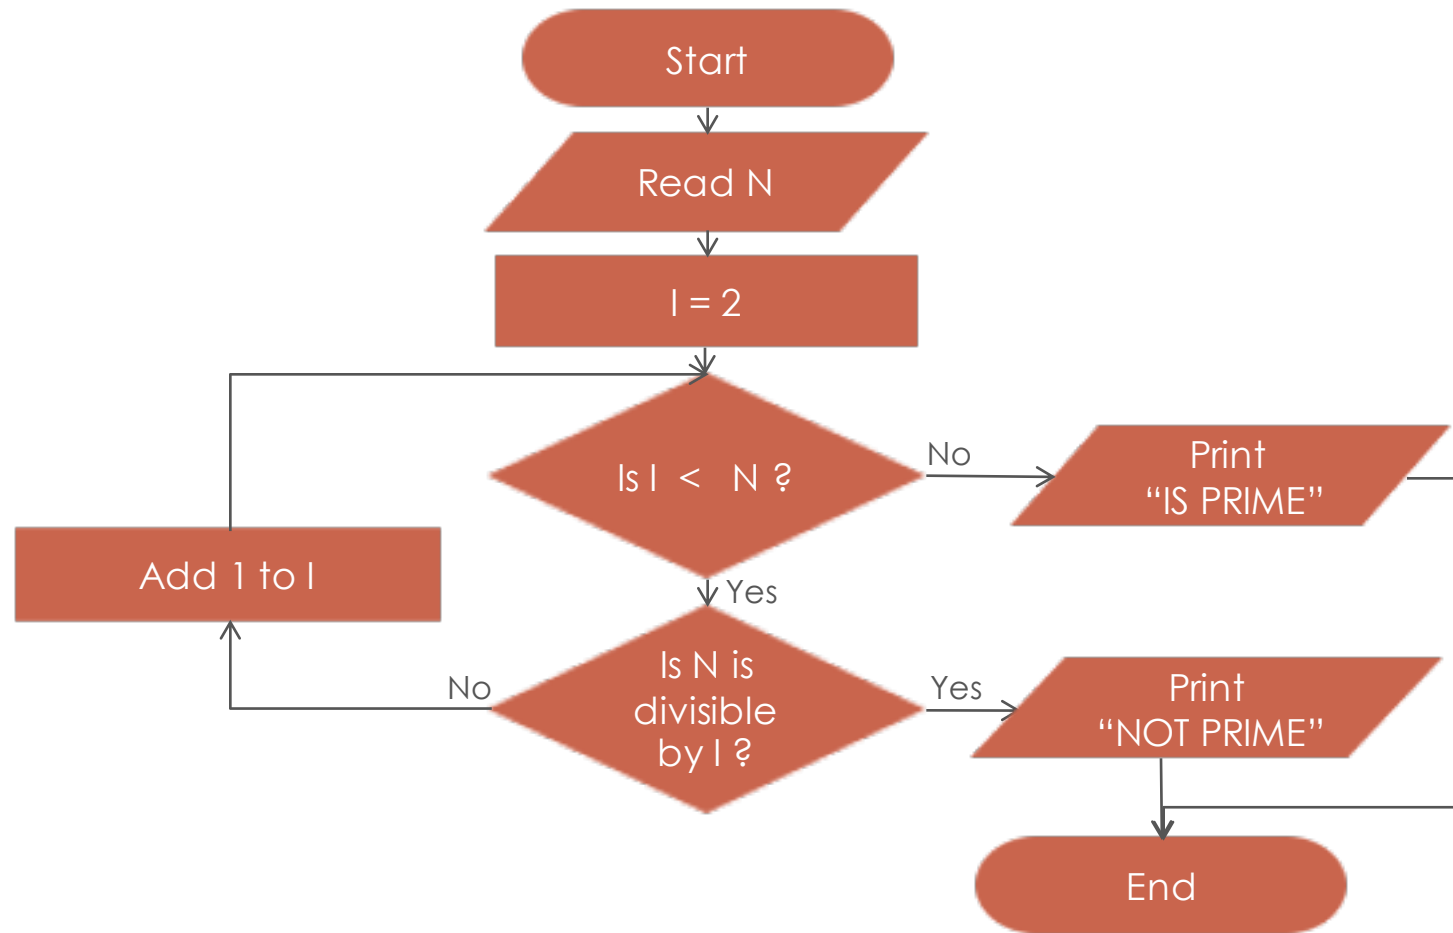 Start
Read N
I = 2
Is I < N ?
No
Print
“IS PRIME”
Add 1 to I
Yes
Is N is
divisible
by I ?
No
Yes
Print
“NOT PRIME”
End